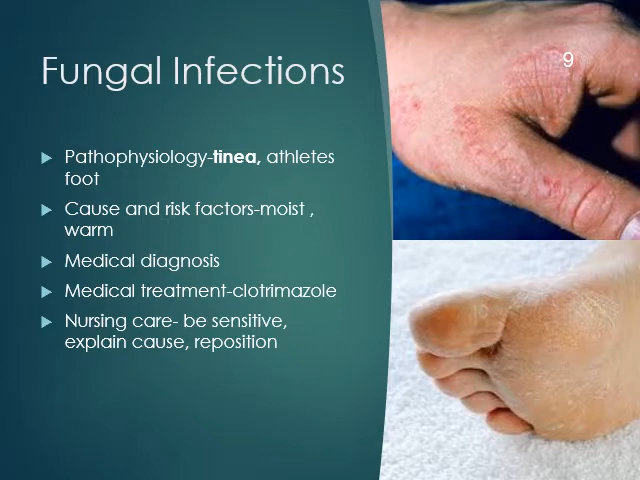 9
Fungal Infections
Pathophysiology-tinea, athletes
foot
Cause and risk factors-moist ,
warm
Medical diagnosis
Medical treatment-clotrimazole
Nursing care- be sensitive,
explain cause, reposition